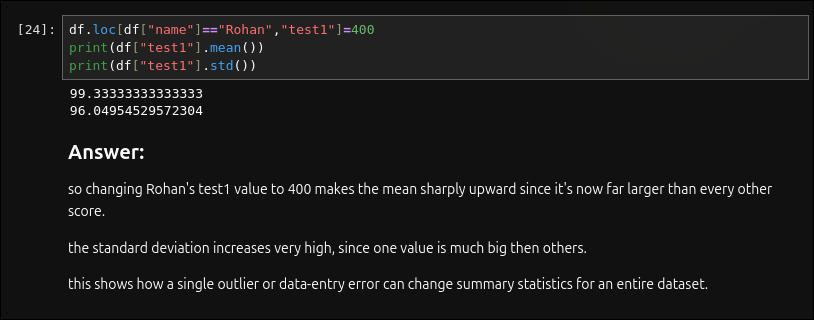 [24]: df.loc[df["name"]=="Rohan","test1"]=400
print(df["test1"].mean())
print(df["test1"].std())
99.33333333333333
96.04954529572304
Answer:
so changing Rohan's test1 value to 400 makes the mean sharply upward since it's now far larger than every other
score.
the standard deviation increases very high, since one value is much big then others.
this shows how a single outlier or data-entry error can change summary statistics for an entire dataset.